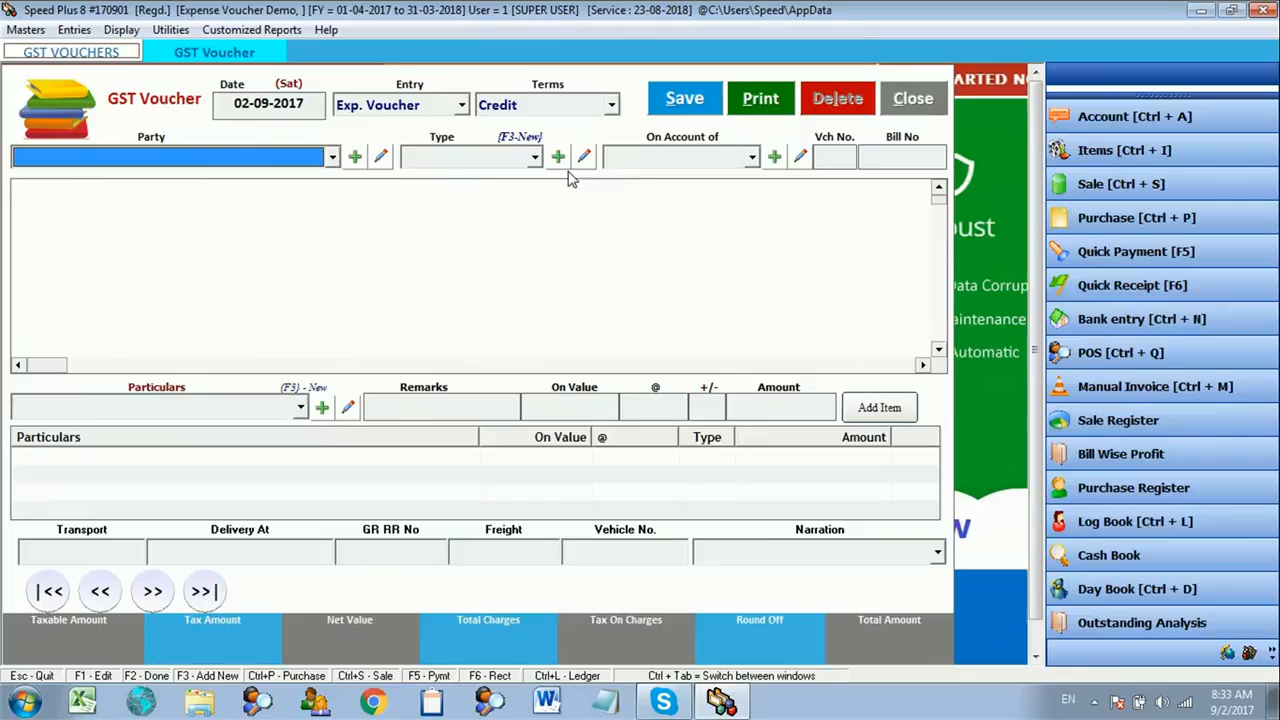 Speed Plus 8 #170901 [Regd.] [Expense Voucher Demo, ] [FY = 01-04-2017 to 31-03-2018] User = 1 [SUPER USER] [Service : 23-08-2018] @C:\Users\Speed\AppData
Masters Entries Display Utilities Customized Reports Help
GST VOUCHERS GST Voucher
ARTED
GST Voucher
Date (Sat) Entry Terms
02-09-2017 Exp. Voucher Credit
Save Print Delete Close
Party Type [F3-New] On Account of Vch No. Bill No
Data Corrup
aintenance
Automatic
Particulars (F3) - New Remarks On Value @ +/- Amount
Add Item
Particulars On Value @ Type Amount
Transport Delivery At GR RR No Freight Vehicle No. Narration
W
|<< << >> >>|
Taxable Amount Tax Amount Net Value Total Charges Tax On Charges Round Off Total Amount
Account [Ctrl + A]
Items [Ctrl + I]
Sale [Ctrl + S]
Purchase [Ctrl + P]
Quick Payment [F5]
Quick Receipt [F6]
Bank entry [Ctrl + N]
POS [Ctrl + Q]
Manual Invoice [Ctrl + M]
Sale Register
Bill Wise Profit
Purchase Register
Log Book [Ctrl + L]
Cash Book
Day Book [Ctrl + D]
Outstanding Analysis
Esc - Quit F1 - Edit F2 - Done F3 - Add New Ctrl+P - Purchase Ctrl+S - Sale F5 - Pymt F6 - Rect Ctrl+L - Ledger Ctrl + Tab = Switch between windows
EN 8:33 AM
9/2/2017